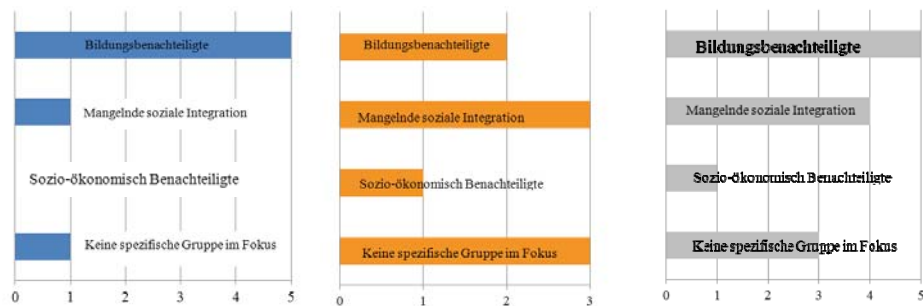 Bildungsbenachteiligte
Mangelnde soziale Integration
Sozio-ökonomisch Benachteiligte
Keine spezifische Gruppe im Fokus
0 1 2 3 4 5
Bildungsbenachteiligte
Mangelnde soziale Integration
Sozio-ökonomisch Benachteiligte
Keine spezifische Gruppe im Fokus
0 1 2 3
Bildungsbenachteiligte
Mangelnde soziale Integration
Sozio-ökonomisch Benachteiligte
Keine spezifische Gruppe im Fokus
0 1 2 3 4 5